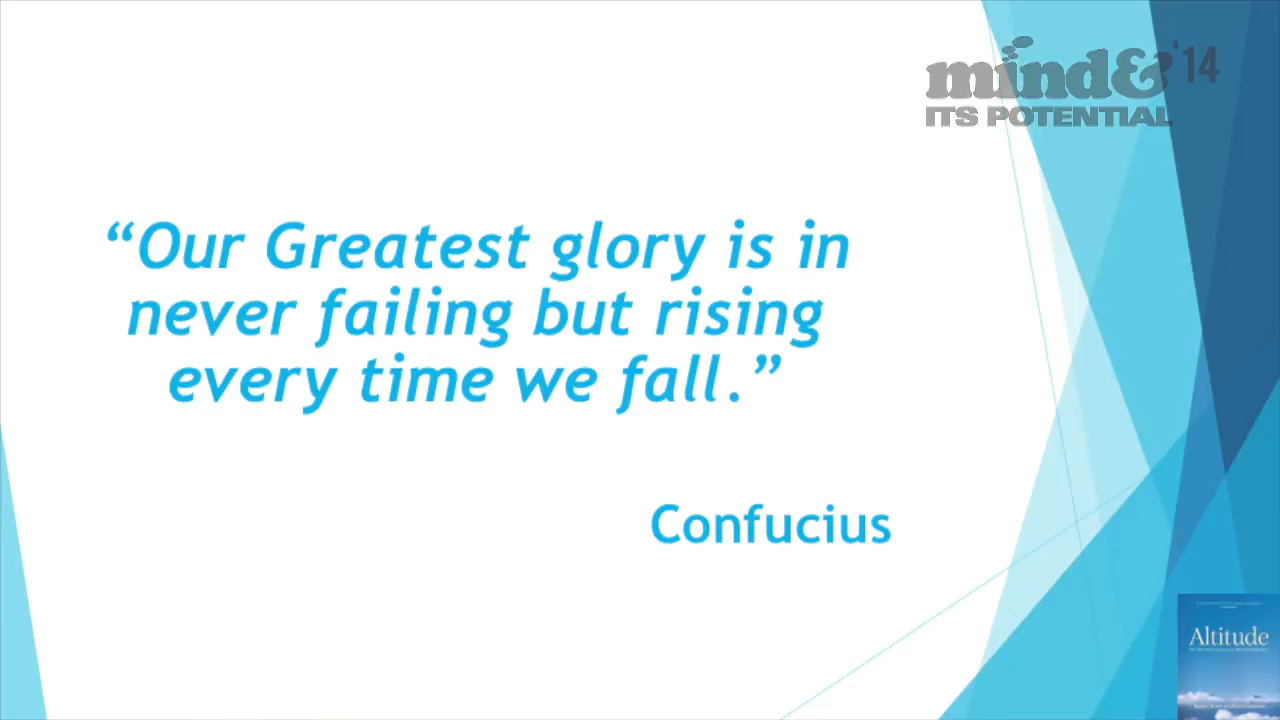 mind& '14
ITS POTENTIAL
“Our Greatest glory is in
never failing but rising
every time we fall.”
Confucius
Altitude